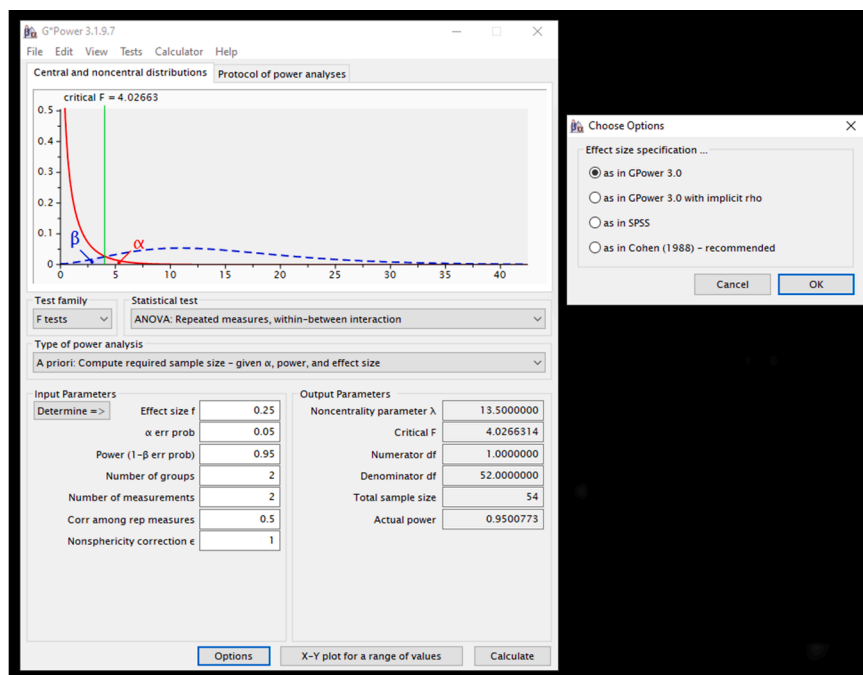 G*Power 3.1.9.7
File Edit View Tests Calculator Help
Central and noncentral distributions Protocol of power analyses
critical F = 4.02663
0.5
0.4
0.3
0.2
0.1
0
β α
0 5 10 15 20 25 30 35 40
Test family Statistical test
F tests ANOVA: Repeated measures, within-between interaction
Type of power analysis
A priori: Compute required sample size - given α, power, and effect size
Input Parameters Output Parameters
Determine => Effect size f 0.25 Noncentrality parameter λ 13.5000000
α err prob 0.05 Critical F 4.0266314
Power (1-β err prob) 0.95 Numerator df 1.0000000
Number of groups 2 Denominator df 52.0000000
Number of measurements 2 Total sample size 54
Corr among rep measures 0.5 Actual power 0.9500773
Nonsphericity correction ϵ 1
Options X-Y plot for a range of values Calculate
Choose Options
Effect size specification ...
as in GPower 3.0
as in GPower 3.0 with implicit rho
as in SPSS
as in Cohen (1988) - recommended
Cancel OK